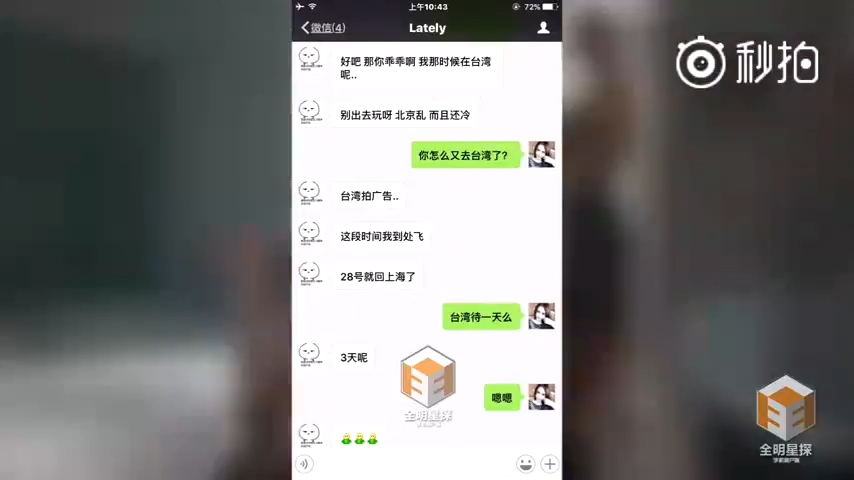 上午10:43
72%
微信(4)
Lately
秒拍
好吧 那你乖乖啊 我那时候在台湾
呢..
别出去玩呀 北京乱 而且还冷
你怎么又去台湾了?
台湾拍广告..
这段时间我到处飞
28号就回上海了
台湾待一天么
3天呢
嗯嗯
全明星探
全明星探